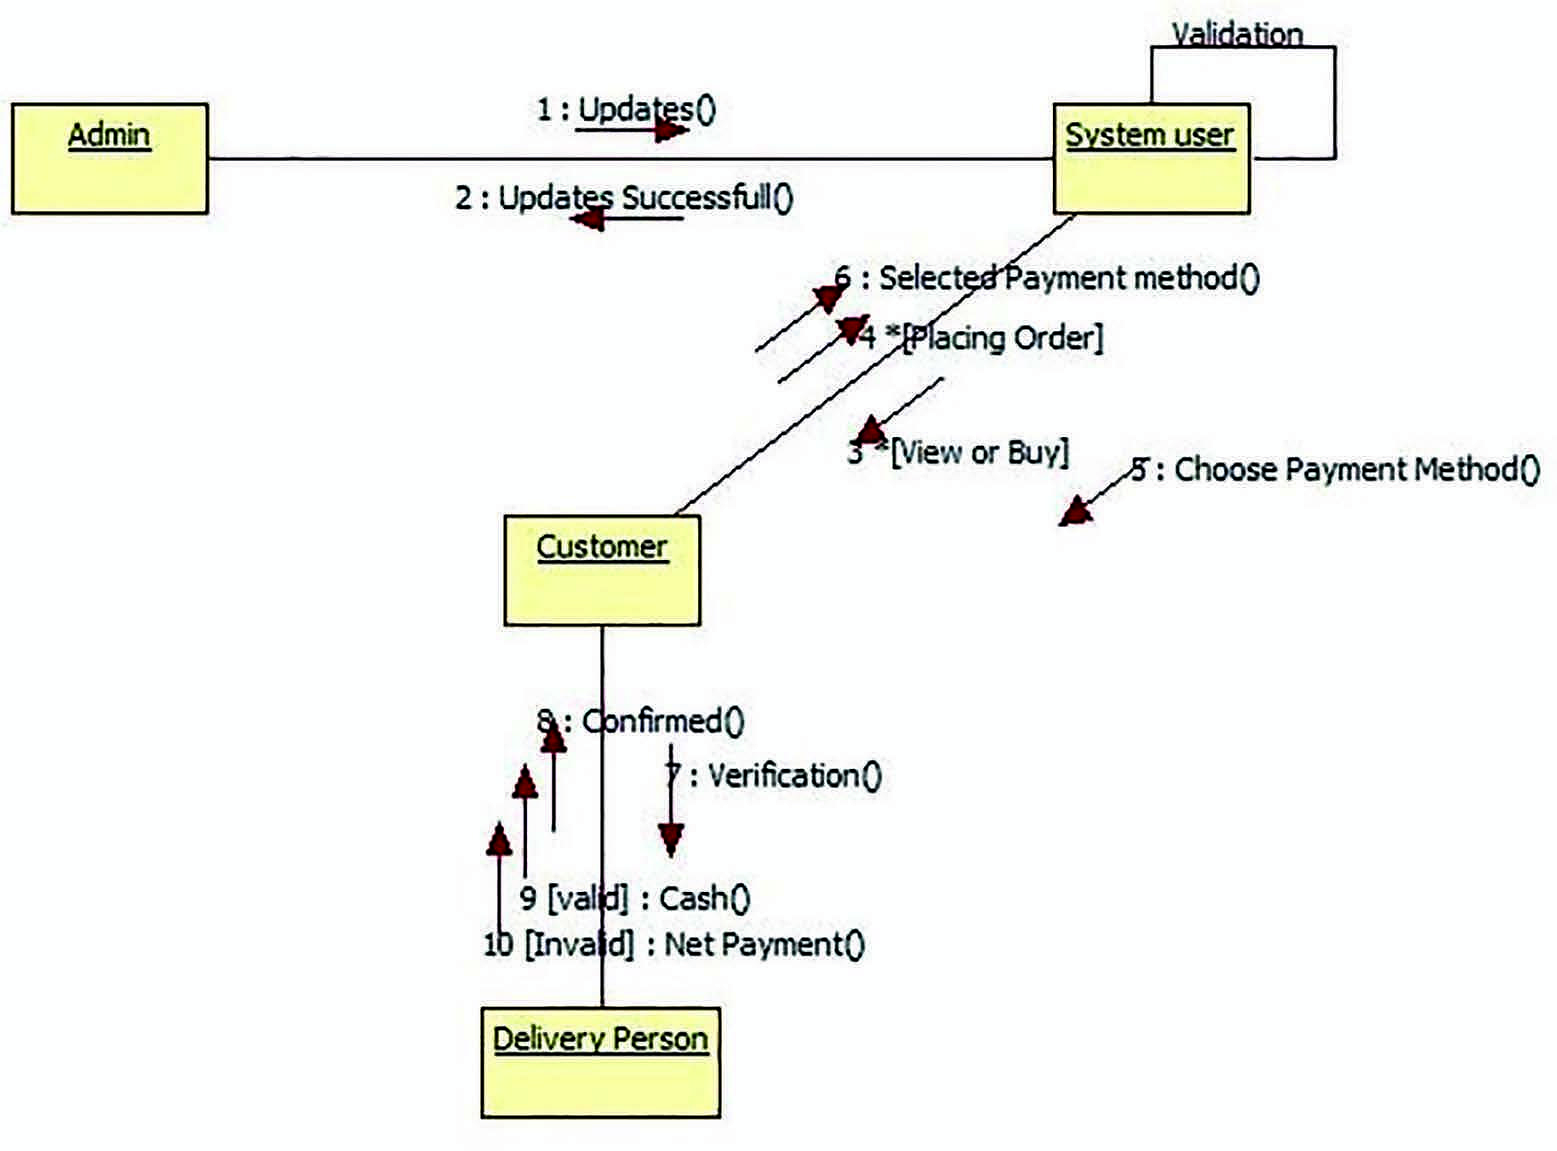 Validation
1 : Updates()
Admin
System user
2 : Updates Successfull()
6 : Selected Payment method()
4 *[Placing Order]
3 *[View or Buy]
5 : Choose Payment Method()
Customer
8 : Confirmed()
7 : Verification()
9 [valid] : Cash()
10 [Invalid] : Net Payment()
Delivery Person